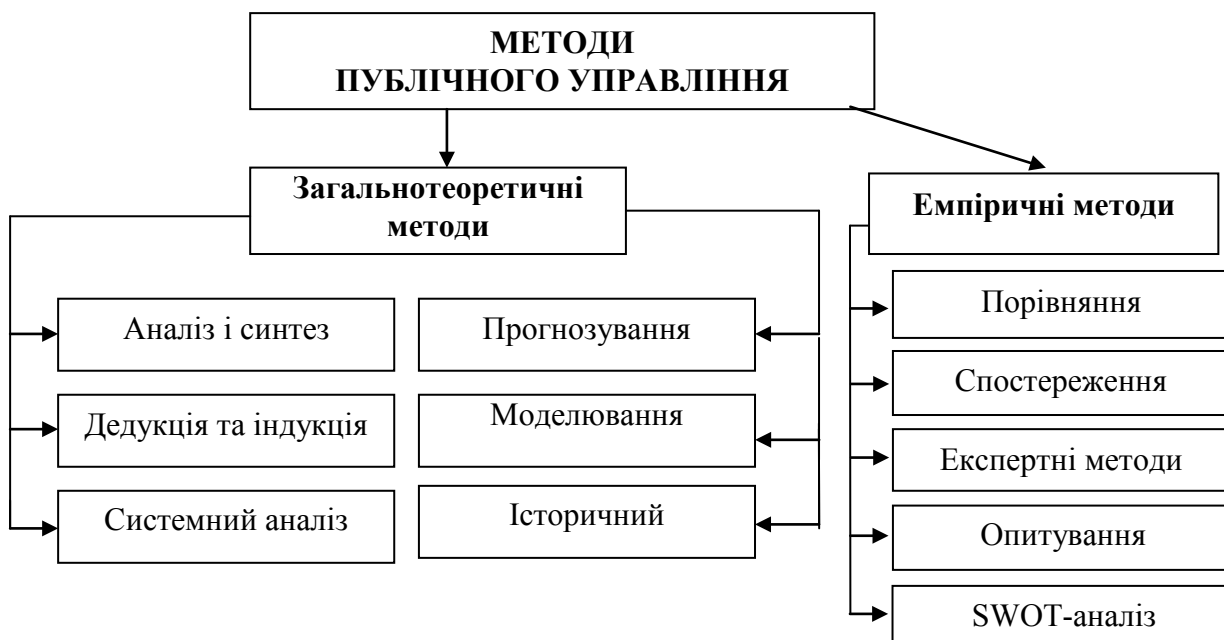 МЕТОДИ
ПУБЛІЧНОГО УПРАВЛІННЯ
Загальнотеоретичні
методи
Емпіричні методи
Аналіз і синтез
Дедукція та індукція
Системний аналіз
Прогнозування
Моделювання
Історичний
Порівняння
Спостереження
Експертні методи
Опитування
SWOT-аналіз